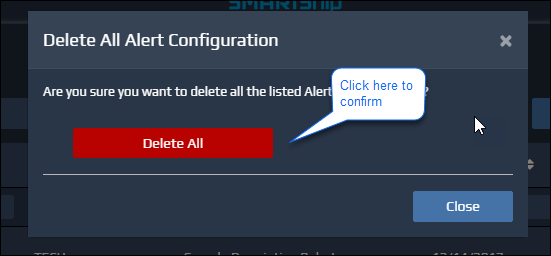 SMARTShip
Delete All Alert Configuration
×
Are you sure you want to delete all the listed Alert ?
Click here to
confirm
Delete All
Close